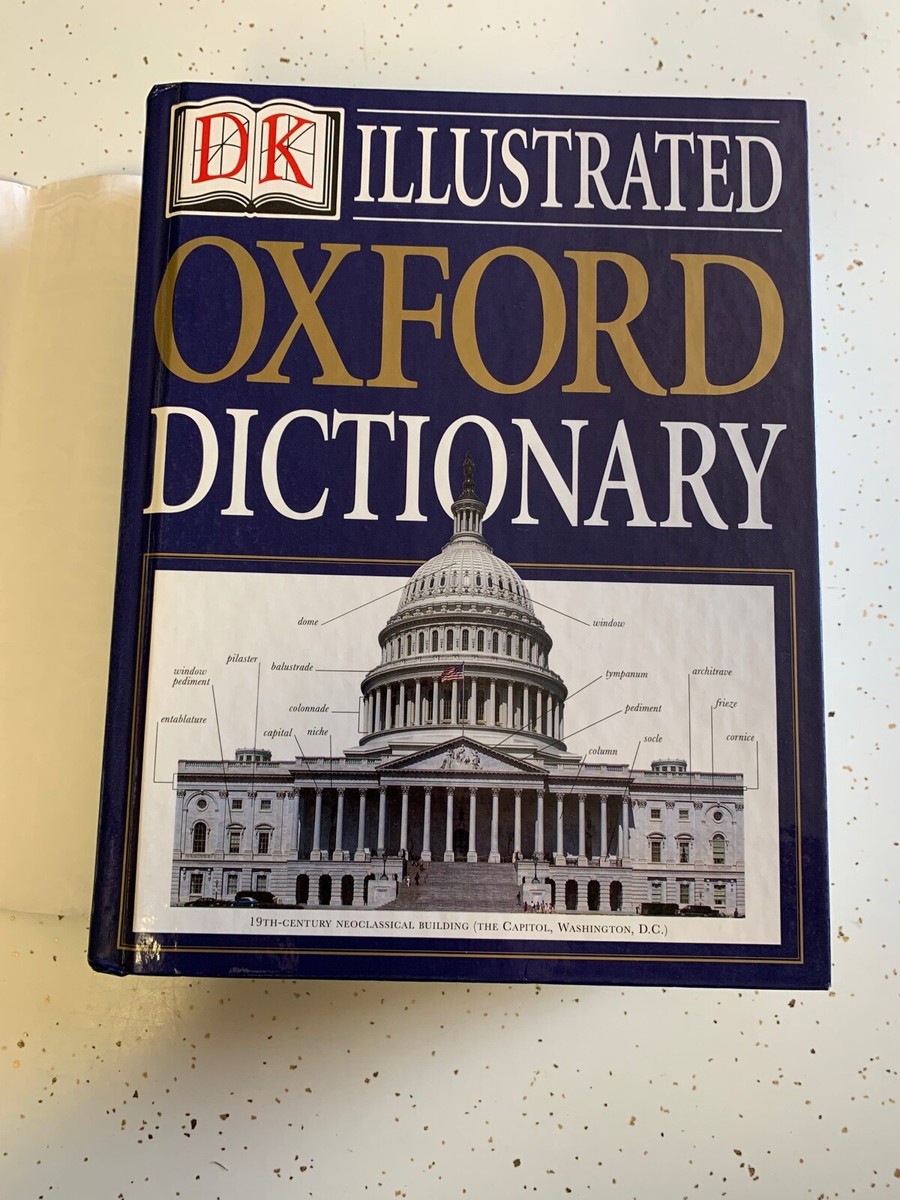 DK ILLUSTRATED
OXFORD
DICTIONARY
dome
window
pilaster
window
pediment
balustrade
tympanum
architrave
colonnade
pediment
frieze
entablature
capital
niche
column
socle
cornice
19TH-CENTURY NEOCLASSICAL BUILDING (THE CAPITOL, WASHINGTON, D.C.)